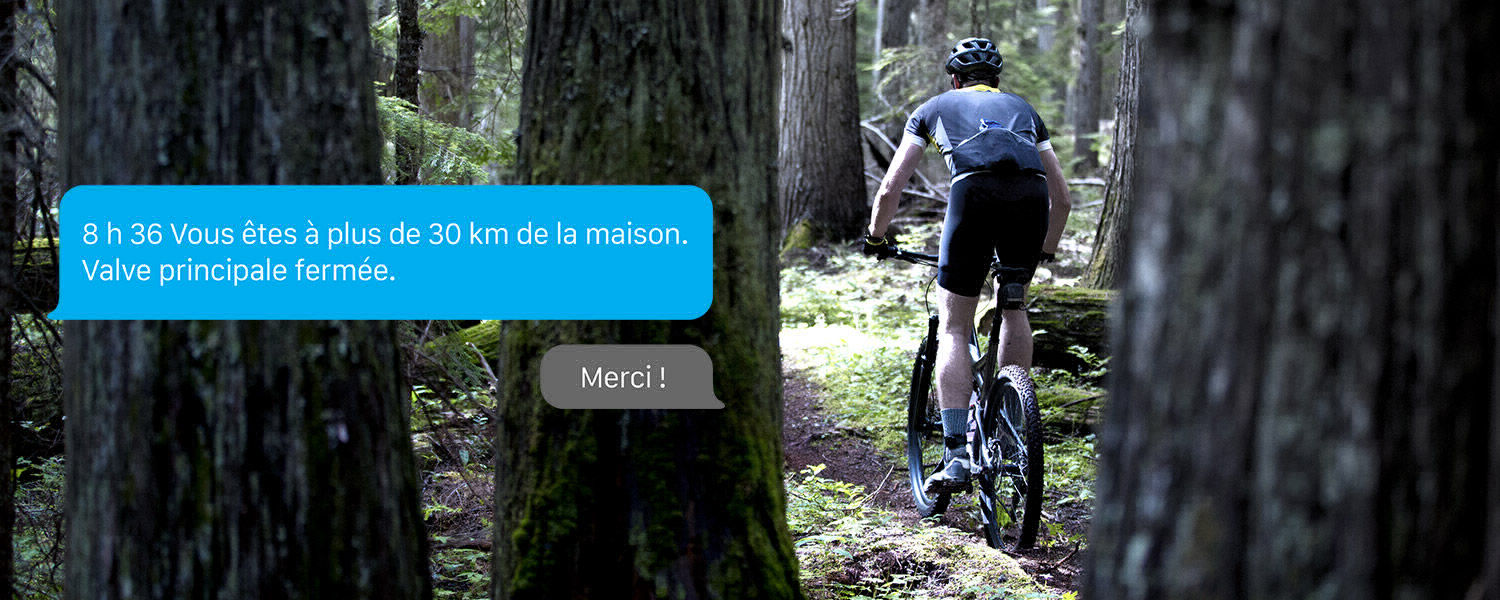 8 h 36 Vous êtes à plus de 30 km de la maison.
Valve principale fermée.
Merci !